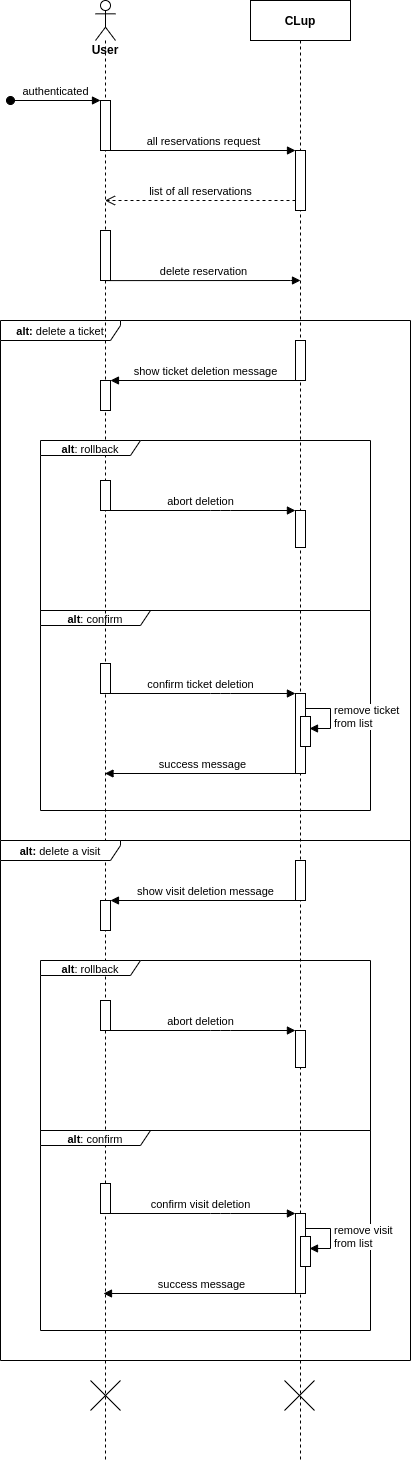 User
CLup
authenticated
all reservations request
list of all reservations
delete reservation
alt: delete a ticket
show ticket deletion message
alt: rollback
abort deletion
alt: confirm
confirm ticket deletion
remove ticket
from list
success message
alt: delete a visit
show visit deletion message
alt: rollback
abort deletion
alt: confirm
confirm visit deletion
remove visit
from list
success message